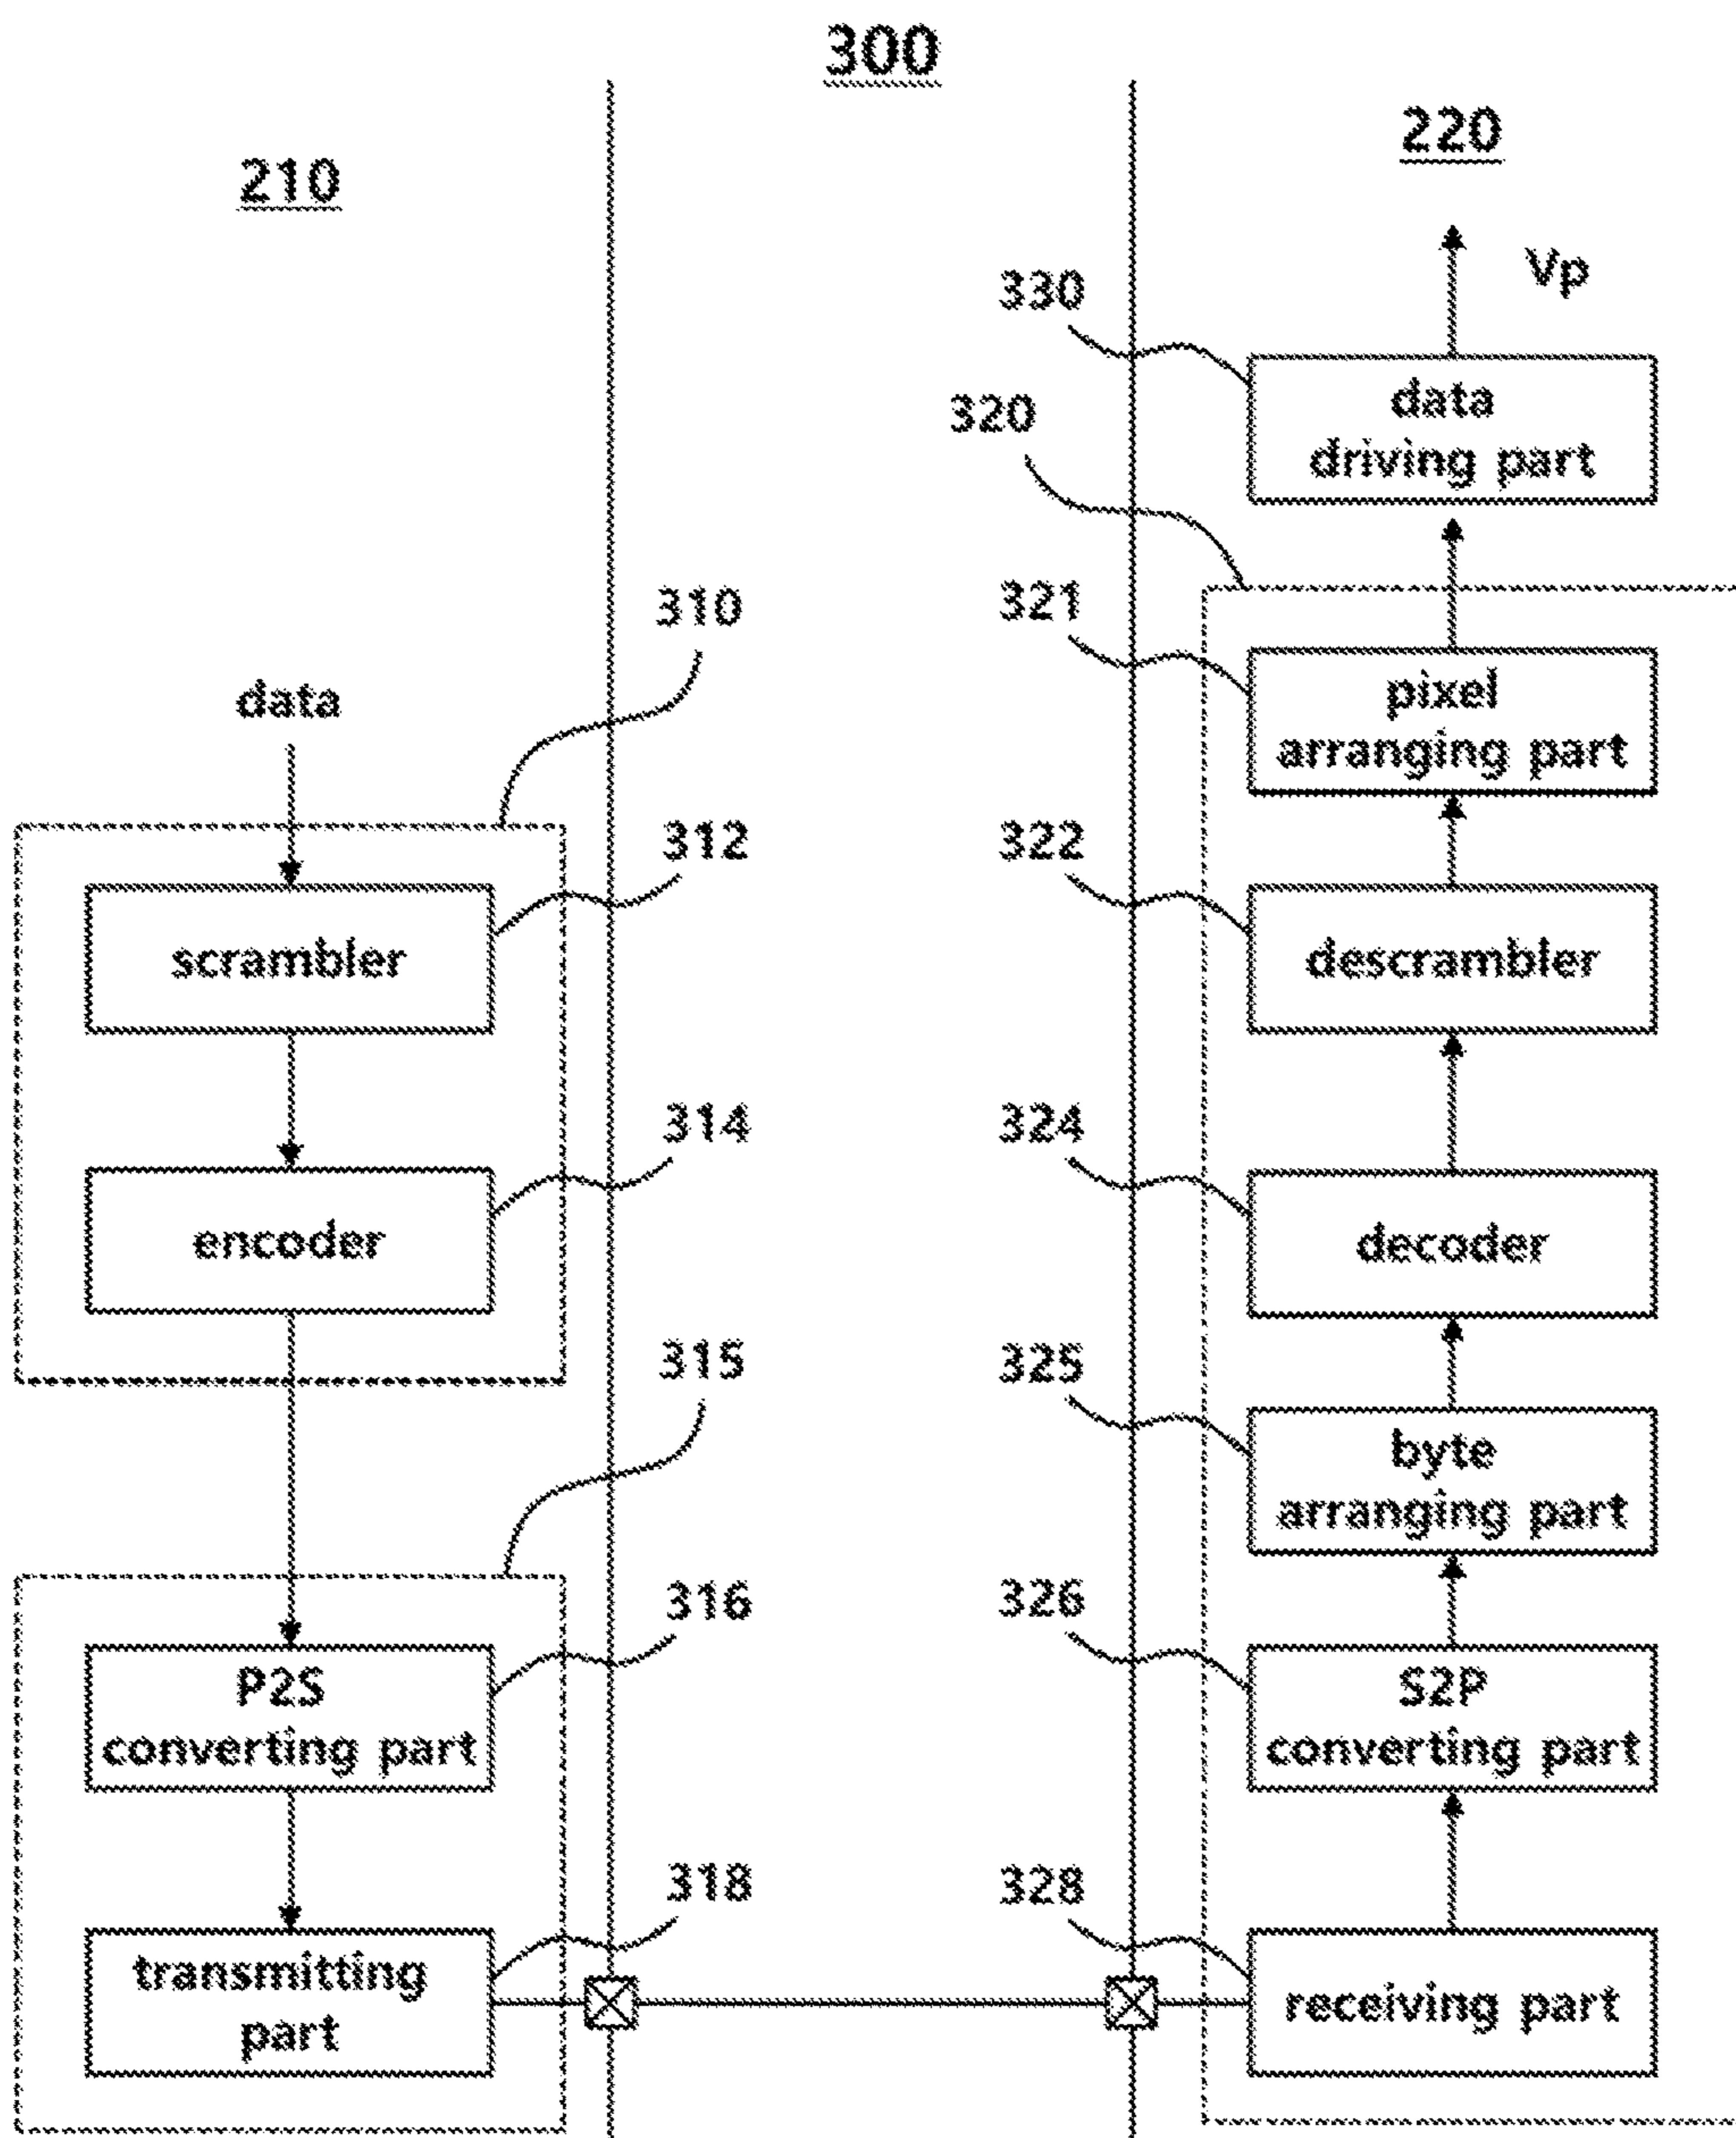 300
210
220
Vp
330
data
driving part
320
321
310
pixel
arranging part
data
312
322
scrambler
descrambler
314
324
encoder
decoder
315
325
byte
arranging part
316
326
P2S
converting part
S2P
converting part
318
328
transmitting
part
receiving part